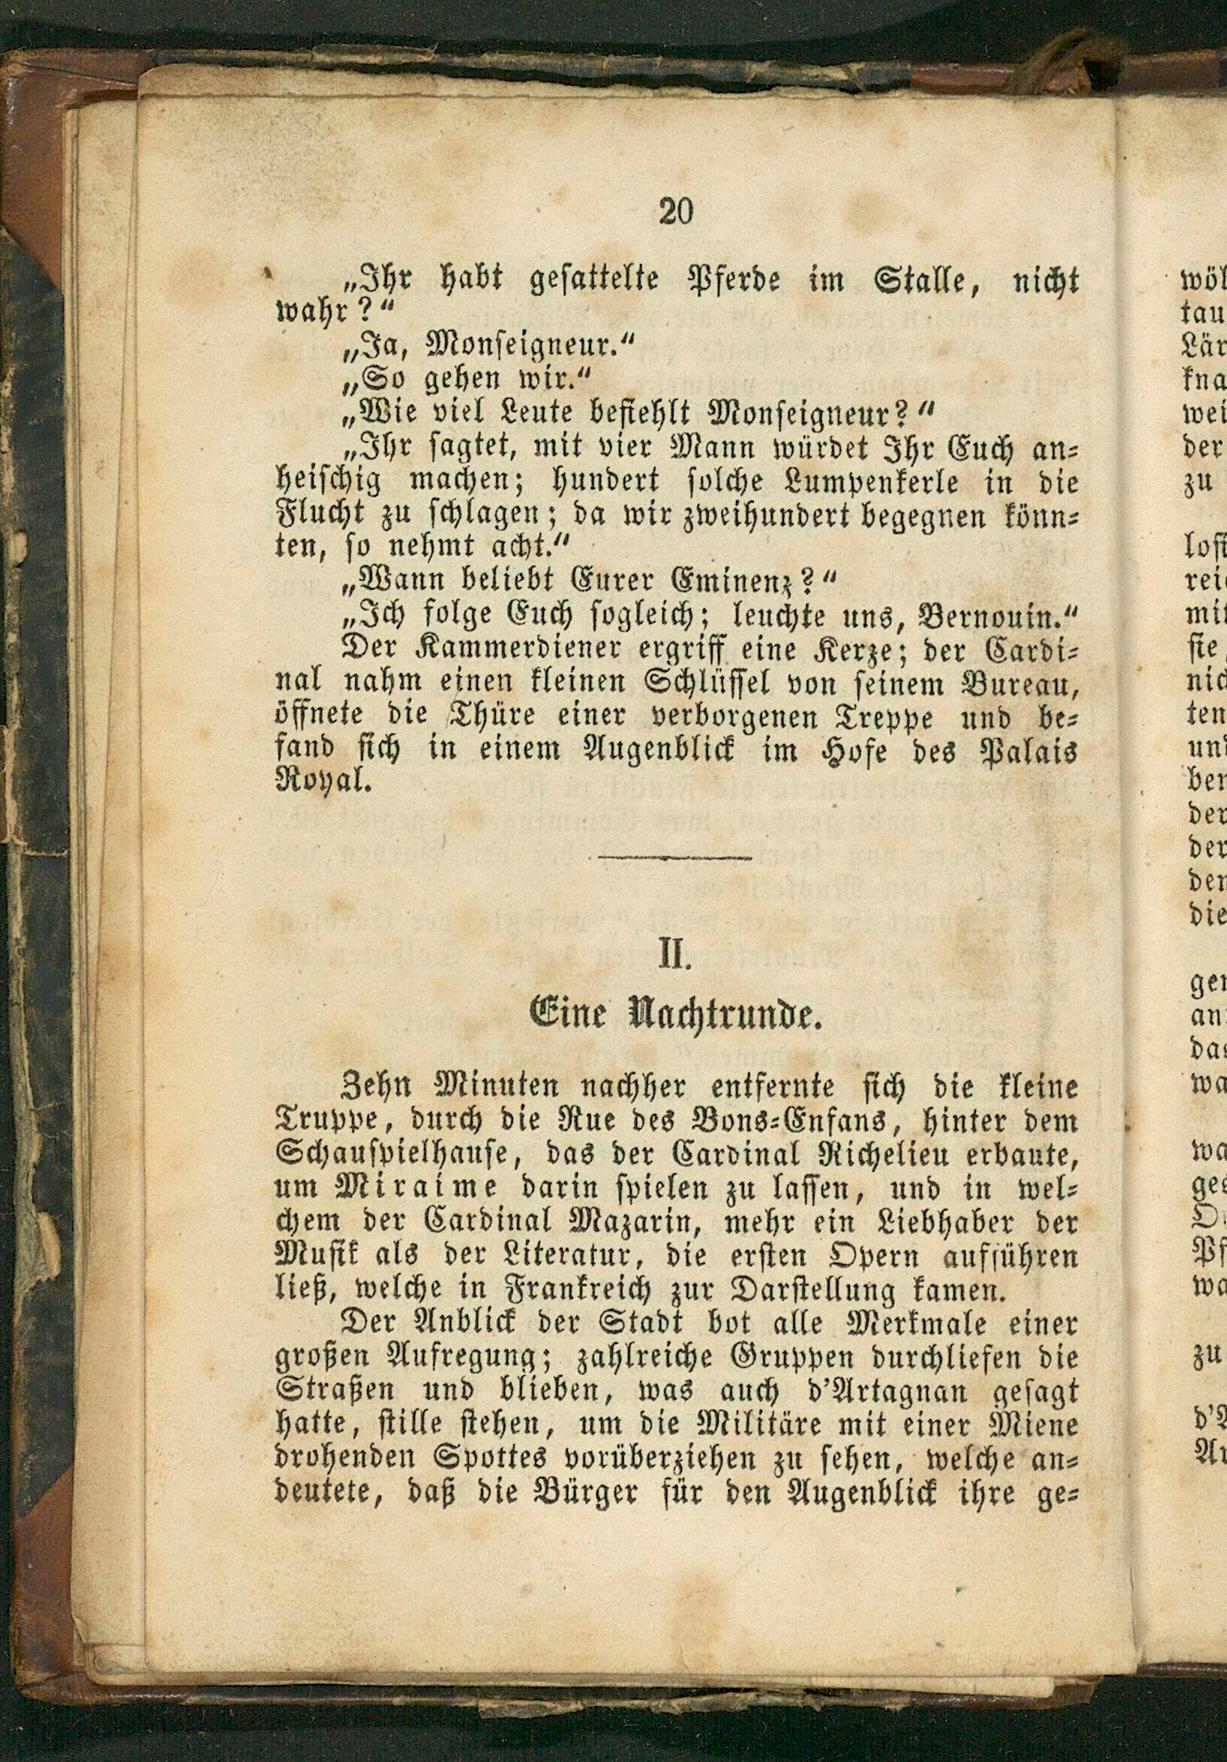 20
„Ihr habt gesattelte Pferde im Stalle, nicht
wahr?“
„Ja, Monseigneur.“
„So gehen wir.“
„Wie viel Leute befiehlt Monseigneur?“
„Ihr sagtet, mit vier Mann würdet Ihr Euch an-
heischig machen; hundert solche Lumpenkerle in die
Flucht zu schlagen; da wir zweihundert begegnen könn-
ten, so nehmt acht.“
„Wann beliebt Eurer Eminenz?“
„Ich folge Euch sogleich; leuchte uns, Bernouin.“
Der Kammerdiener ergriff eine Kerze; der Cardi-
nal nahm einen kleinen Schlüssel von seinem Bureau,
öffnete die Thüre einer verborgenen Treppe und be-
fand sich in einem Augenblick im Hofe des Palais
Royal.
II.
Eine Nachtrunde.
Zehn Minuten nachher entfernte sich die kleine
Truppe, durch die Rue des Bons-Enfans, hinter dem
Schauspielhause, das der Cardinal Richelieu erbaute,
um Miraime darin spielen zu lassen, und in wel-
chem der Cardinal Mazarin, mehr ein Liebhaber der
Musik als der Literatur, die ersten Opern aufführen
ließ, welche in Frankreich zur Darstellung kamen.
Der Anblick der Stadt bot alle Merkmale einer
großen Aufregung; zahlreiche Gruppen durchliefen die
Straßen und blieben, was auch d'Artagnan gesagt
hatte, stille stehen, um die Militäre mit einer Miene
drohenden Spottes vorüberziehen zu sehen, welche an-
deutete, daß die Bürger für den Augenblick ihre ge-